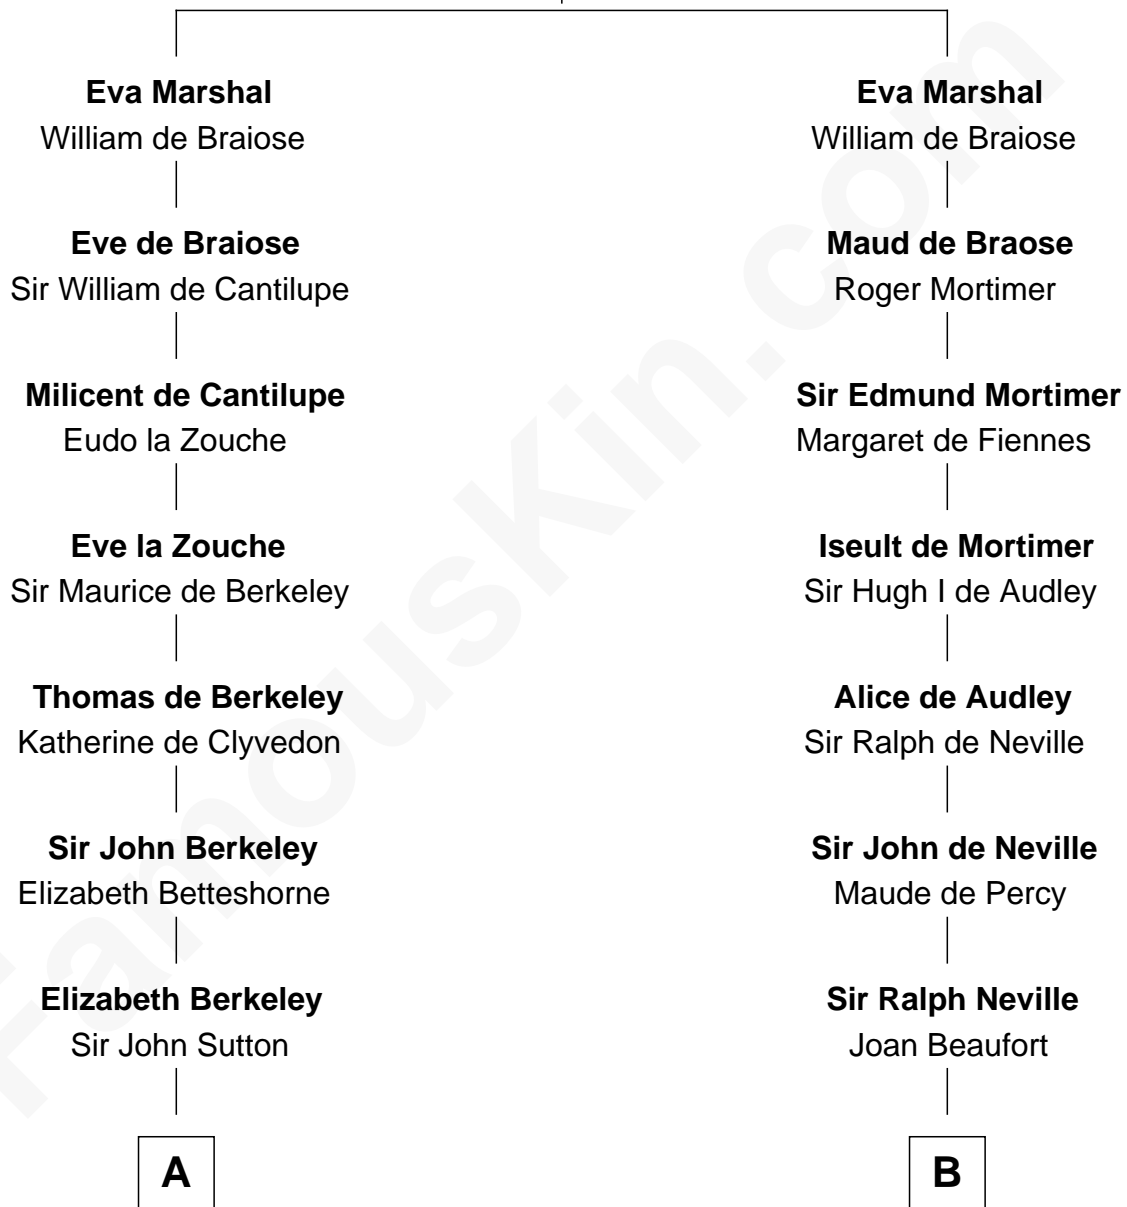 Eva Marshal
William de Braiose
Eve de Braiose
Sir William de Cantilupe
Milicent de Cantilupe
Eudo la Zouche
Eve la Zouche
Sir Maurice de Berkeley
Thomas de Berkeley
Katherine de Clyvedon
Sir John Berkeley
Elizabeth Betteshorne
Elizabeth Berkeley
Sir John Sutton
A
Eva Marshal
William de Braiose
Maud de Braose
Roger Mortimer
Sir Edmund Mortimer
Margaret de Fiennes
Iseult de Mortimer
Sir Hugh I de Audley
Alice de Audley
Sir Ralph de Neville
Sir John de Neville
Maude de Percy
Sir Ralph Neville
Joan Beaufort
B
FamousKin.com